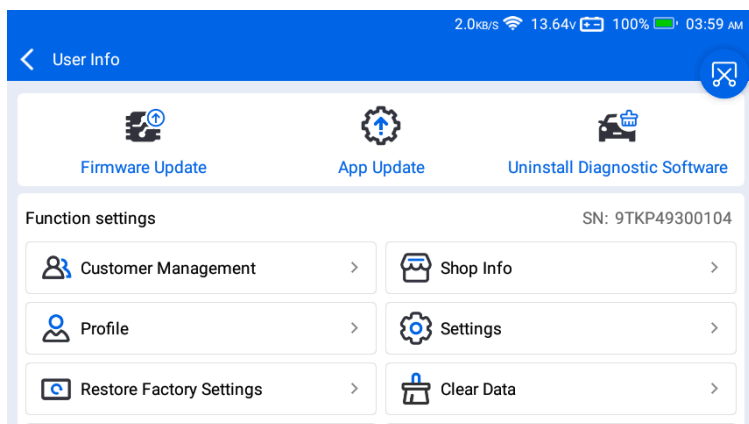 2.0KB/S 13.64V 100% 03:59 AM
User Info
Firmware Update App Update Uninstall Diagnostic Software
Function settings SN: 9TKP49300104
Customer Management Shop Info
Profile Settings
Restore Factory Settings Clear Data